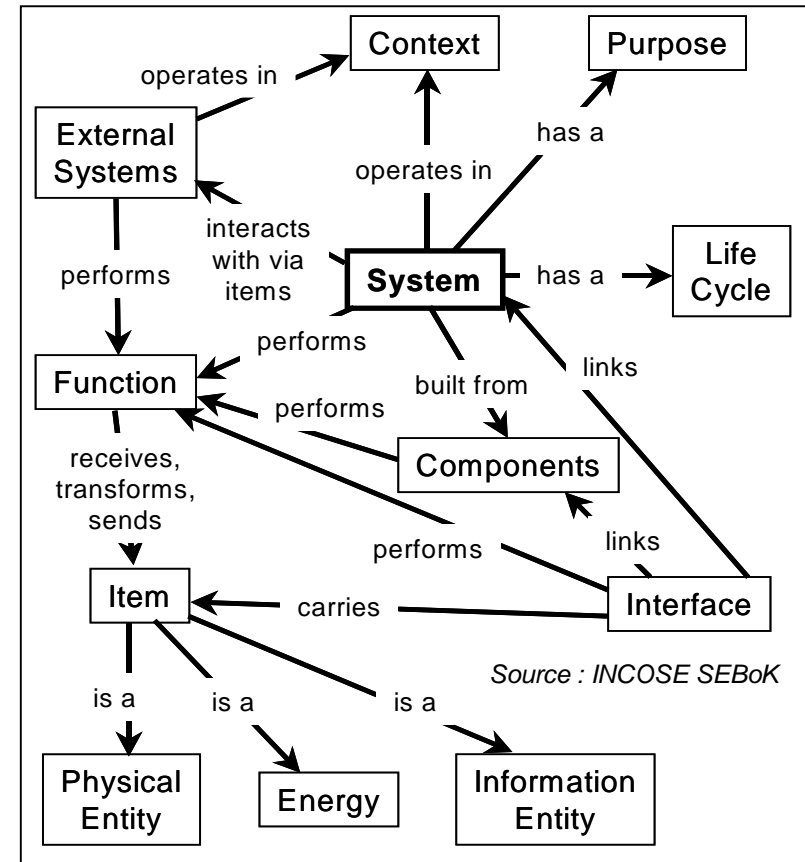 Context
Purpose
operates in
External
Systems
has a
operates in
interacts
with via
items
Life
Cycle
System
has a
performs
performs
links
Function
built from
performs
receives,
transforms,
sends
Components
performs
links
Item
carries
Interface
Source : INCOSE SEBoK
is a
is a
is a
Physical
Entity
Energy
Information
Entity